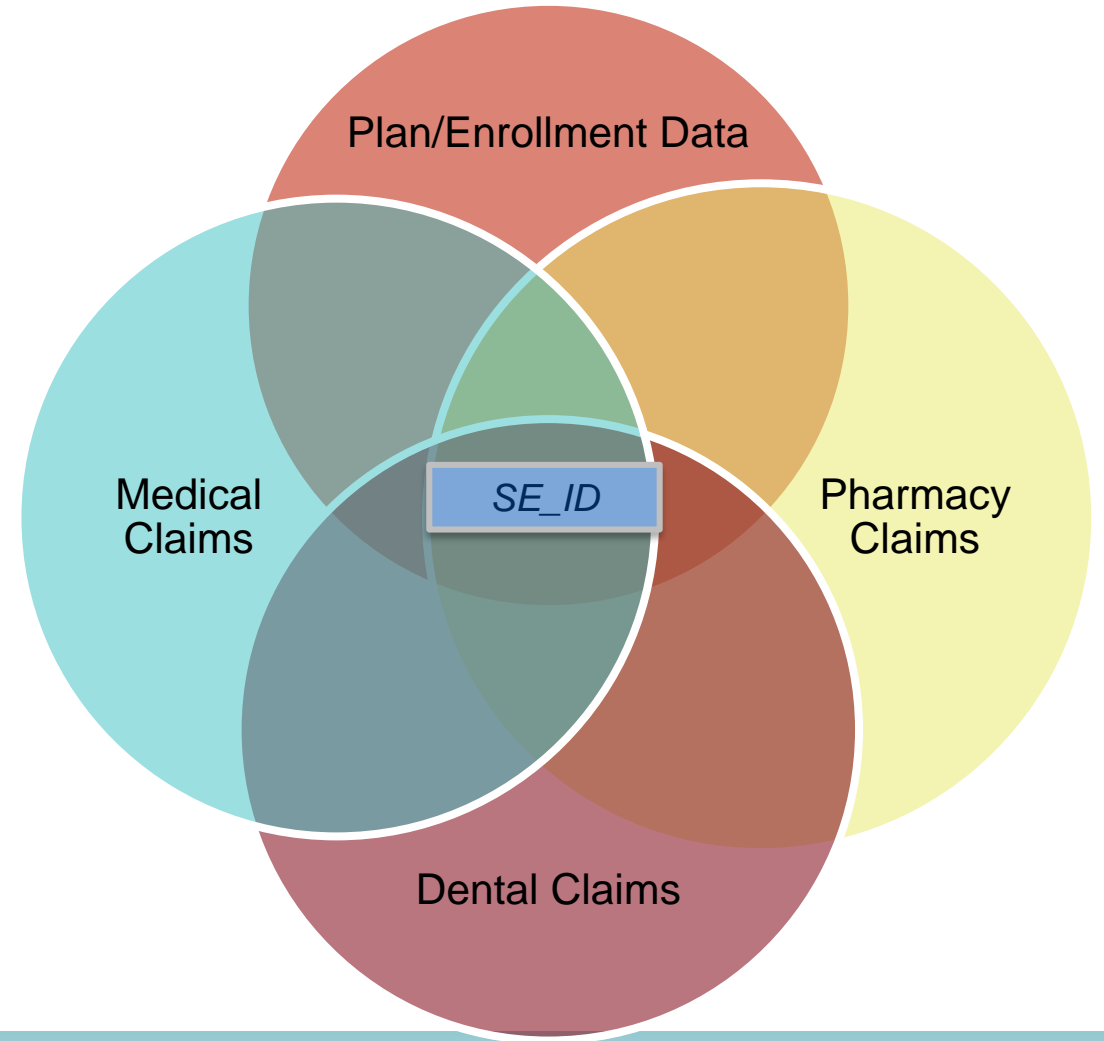 Plan/Enrollment Data
Medical
Claims
SE_ID
Pharmacy
Claims
Dental Claims